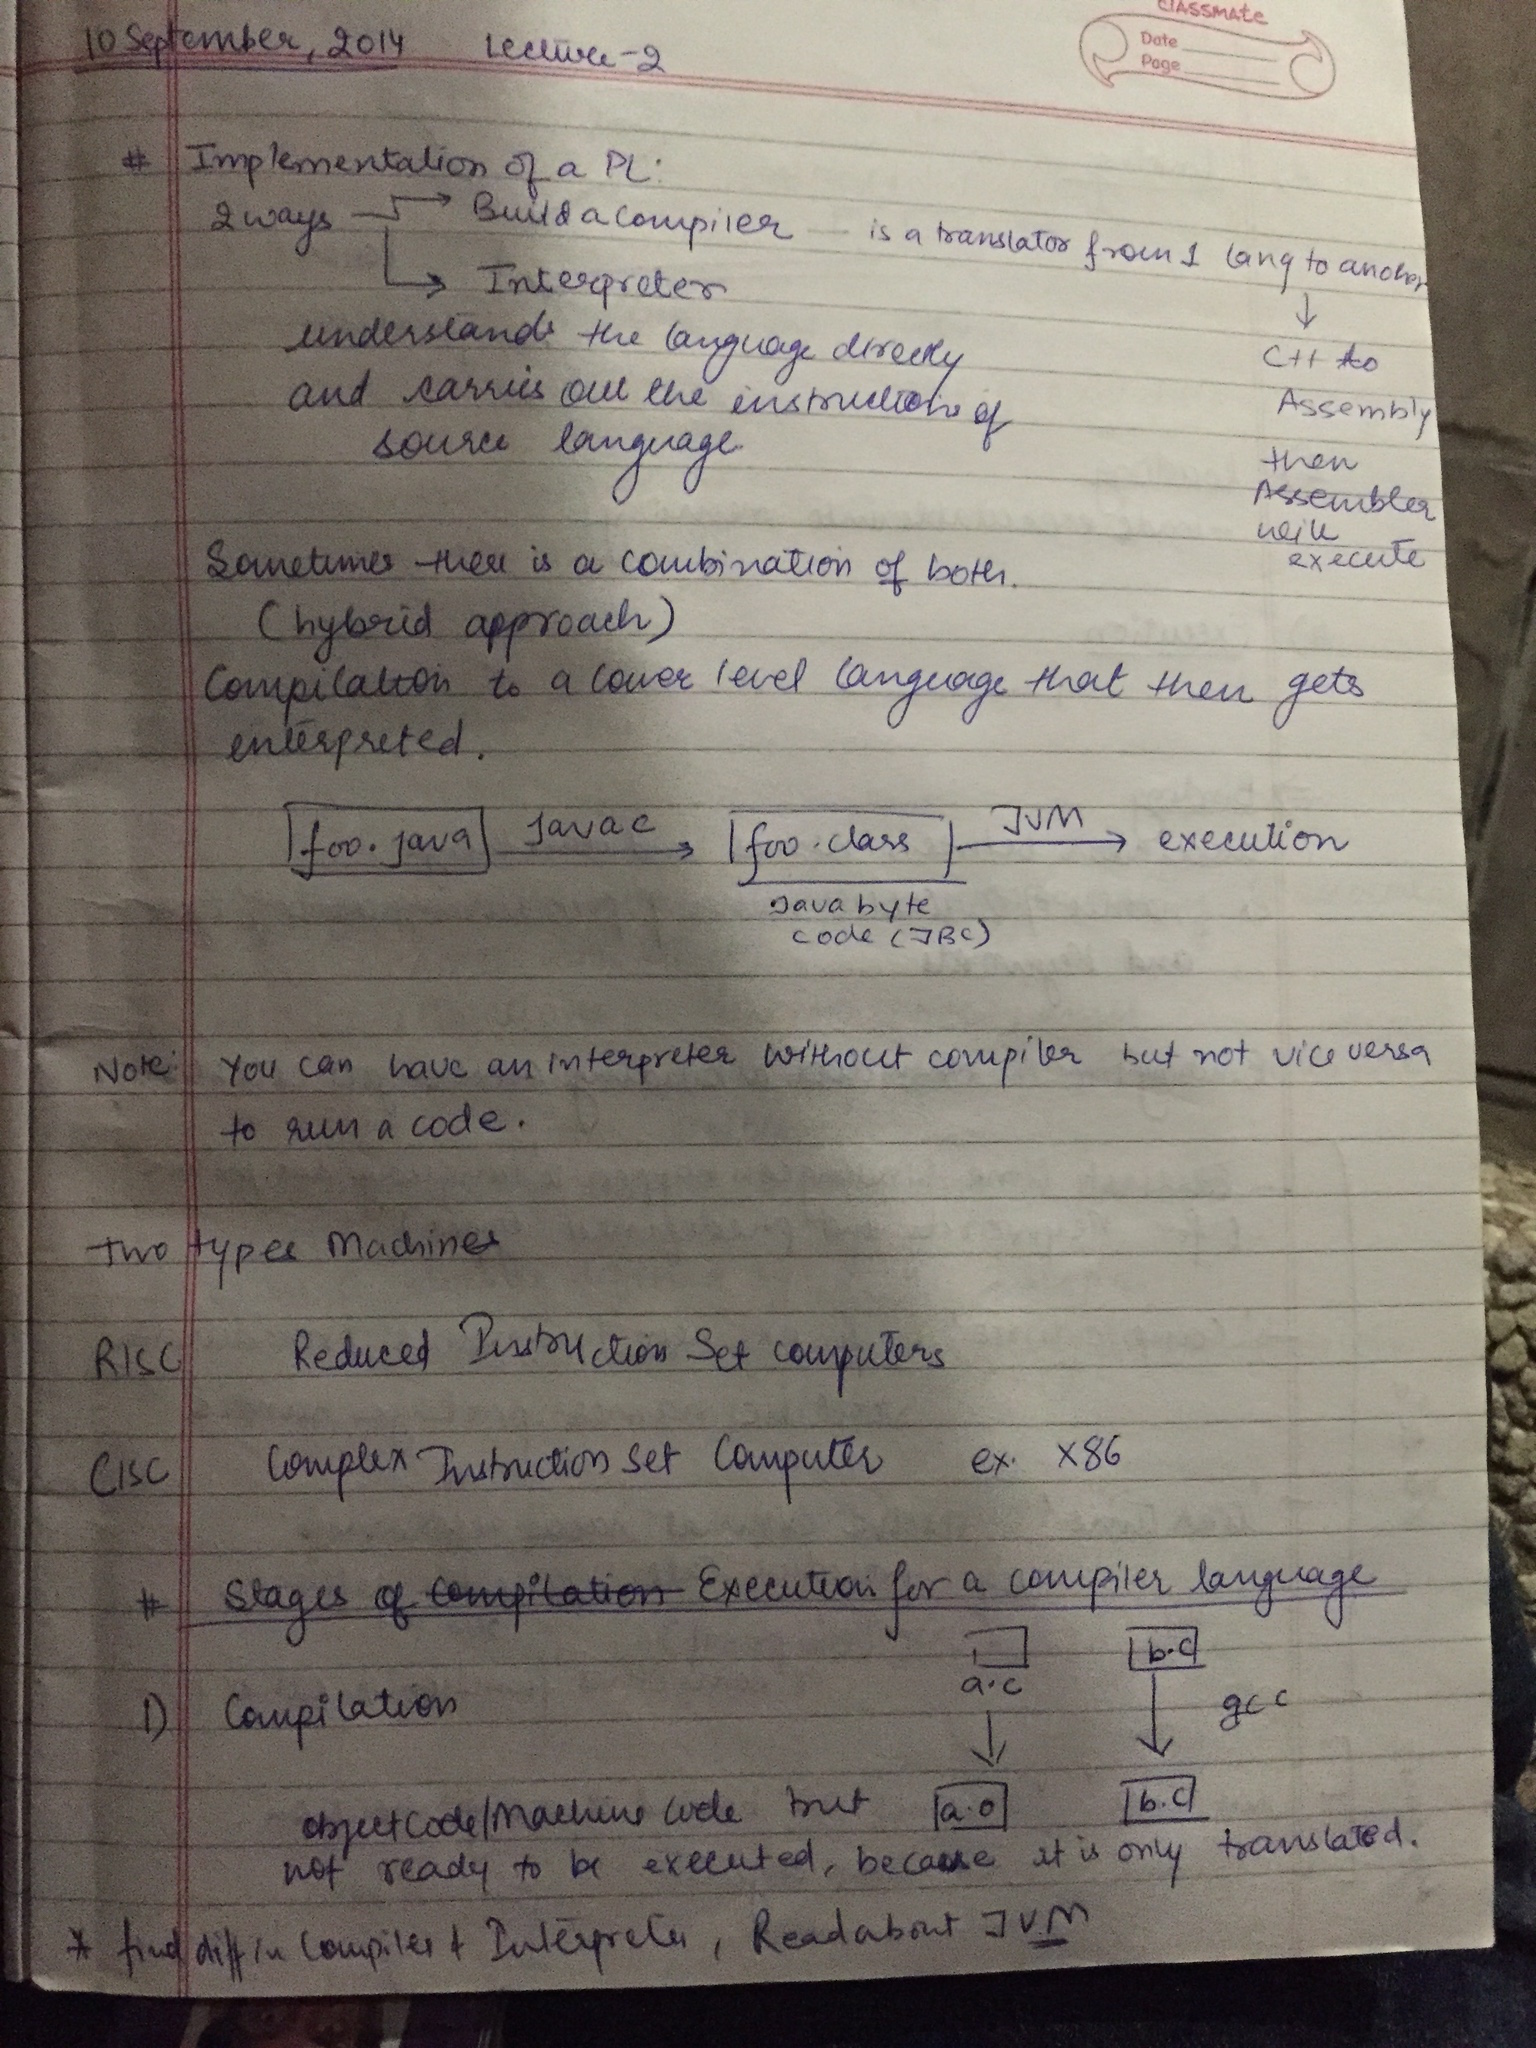 classmate
Date
Page
10 September, 2014 Lecture-2
# Implementation of a PL:
2 ways → Build a compiler — is a translator from 1 lang to another
→ Interpreter
understands the language directly
and carries out the instructions of
source language.
↓
C++ to
Assembly
then
Assembler
will
execute
Sometimes there is a combination of both.
(hybrid approach)
Compilation to a lower level language that then gets
interpreted.
foo.java Javac → foo.class JVM → execution
Java byte
code (JBC)
Note: You can have an interpreter without compiler but not vice versa
to run a code.
Two types Machines
RISC Reduced Instruction Set computers
CISC Complex Instruction Set Computer ex. X86
# Stages of Compilation Execution for a compiler language
a.c b.c
1) Compilation ↓ ↓ gcc
object Code/Machine Code but a.o b.c
not ready to be executed, because it is only translated.
* find diff in Compiler & Interpreter, Read about JVM